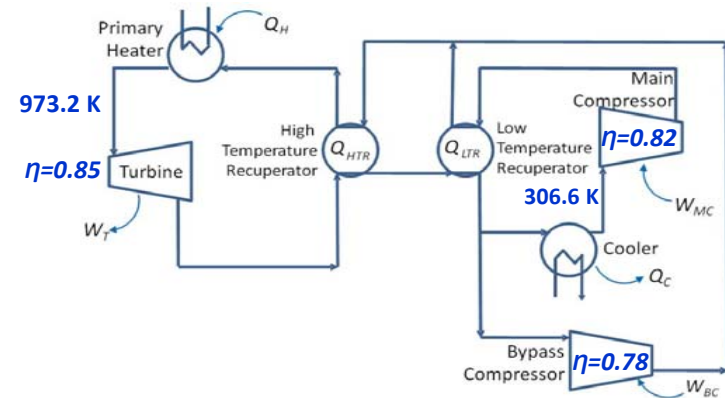 Primary
Heater
Q_H
973.2 K
η=0.85
Turbine
W_T
High
Temperature
Recuperator
Q_HTR
Q_LTR
Low
Temperature
Recuperator
Main
Compressor
η=0.82
306.6 K
W_MC
Cooler
Q_C
Bypass
Compressor
η=0.78
W_BC